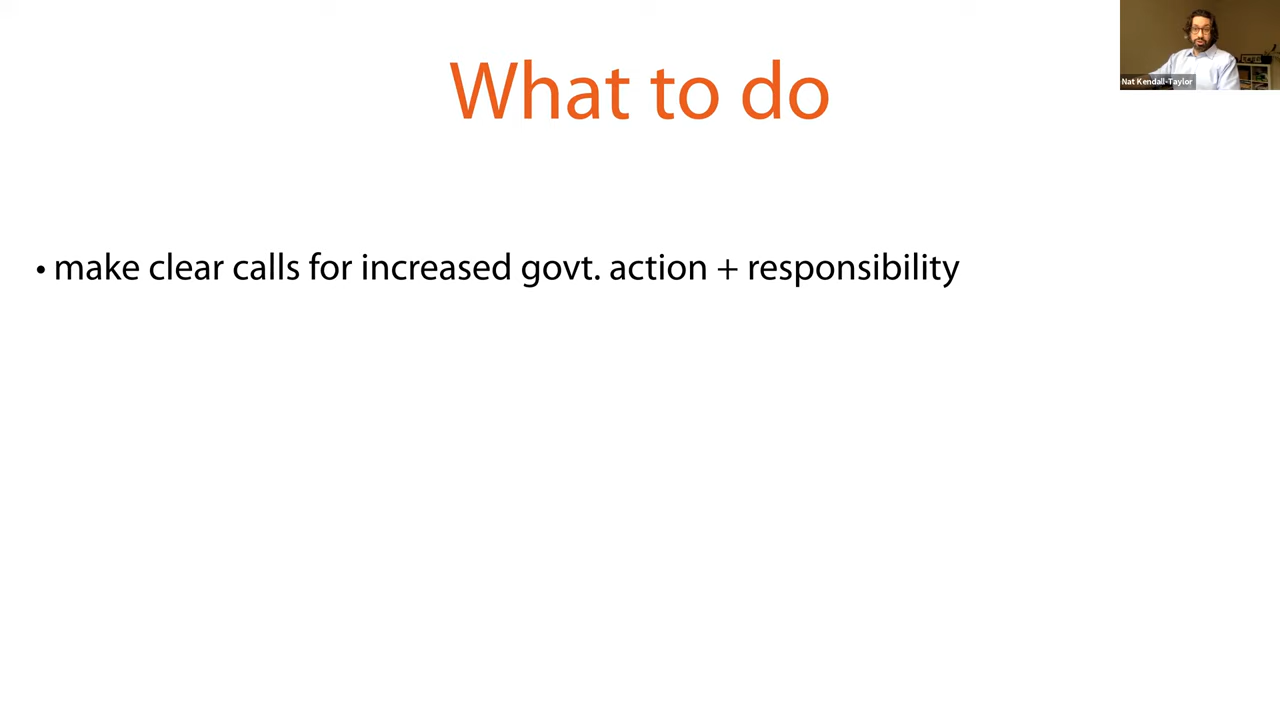 What to do
Nat Kendall-Taylor
• make clear calls for increased govt. action + responsibility